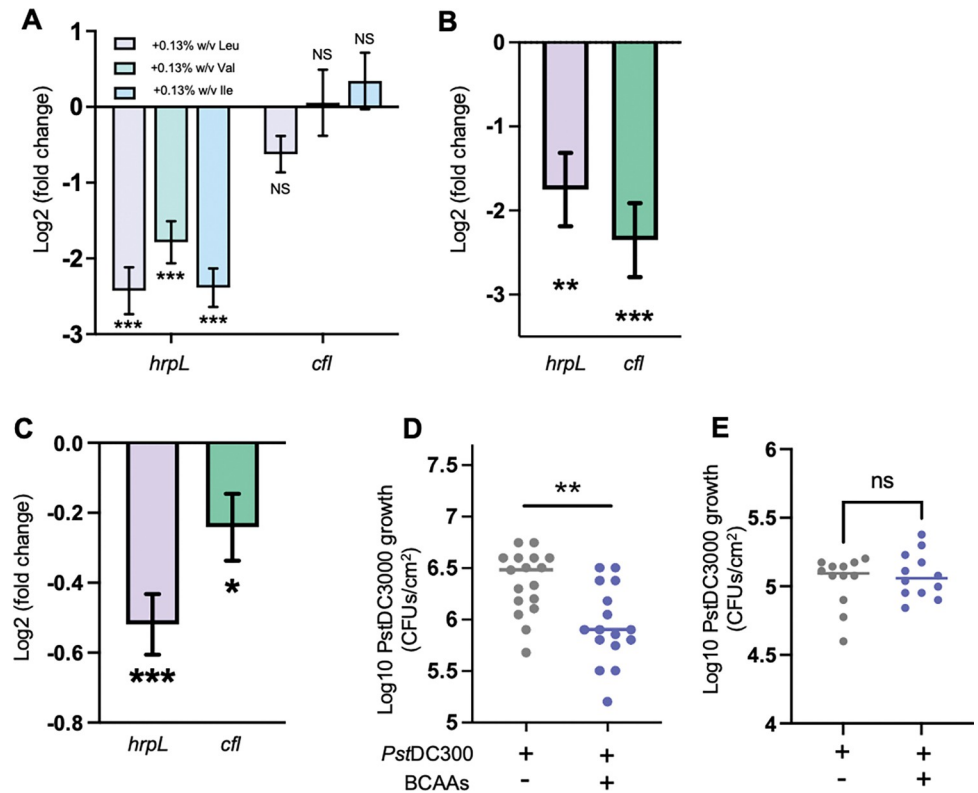 A
1
0
-1
-2
-3
Log2 (fold change)
+0.13% w/v Leu
+0.13% w/v Val
+0.13% w/v Ile
NS
NS
NS
***
***
***
hrpL
cfl
B
0
-1
-2
-3
Log2 (fold change)
**
***
hrpL
cfl
C
0.0
-0.2
-0.4
-0.6
-0.8
Log2 (fold change)
***
*
hrpL
cfl
D
7.5
7
6.5
6
5.5
5
Log10 PstDC3000 growth
(CFUs/cm²)
**
PstDC300 + +
BCAAs - +
E
6
5.5
5
4.5
4
Log10 PstDC3000 growth
(CFUs/cm²)
ns
+ +
- +